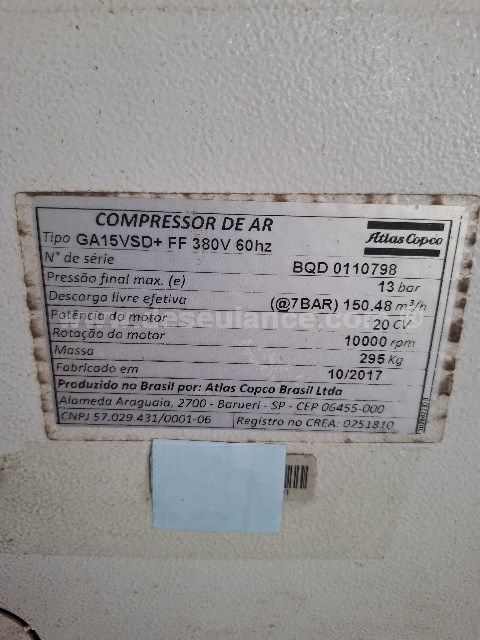 COMPRESSOR DE AR
Atlas Copco
Tipo GA15VSD+ FF 380V 60hz
N° de série BQD 0110798
Pressão final max. (e) 13 bar
Descarga livre efetiva (@7BAR) 150.48 m³/h
Potência do motor 20 CV
Rotação do motor 10000 rpm
Massa 295 Kg
Fabricado em 10/2017
Produzido no Brasil por: Atlas Copco Brasil Ltda
Alameda Araguaia, 2700 - Barueri - SP - CEP 06455-000
CNPJ 57.029.431/0001-06 Registro no CREA: 0251810